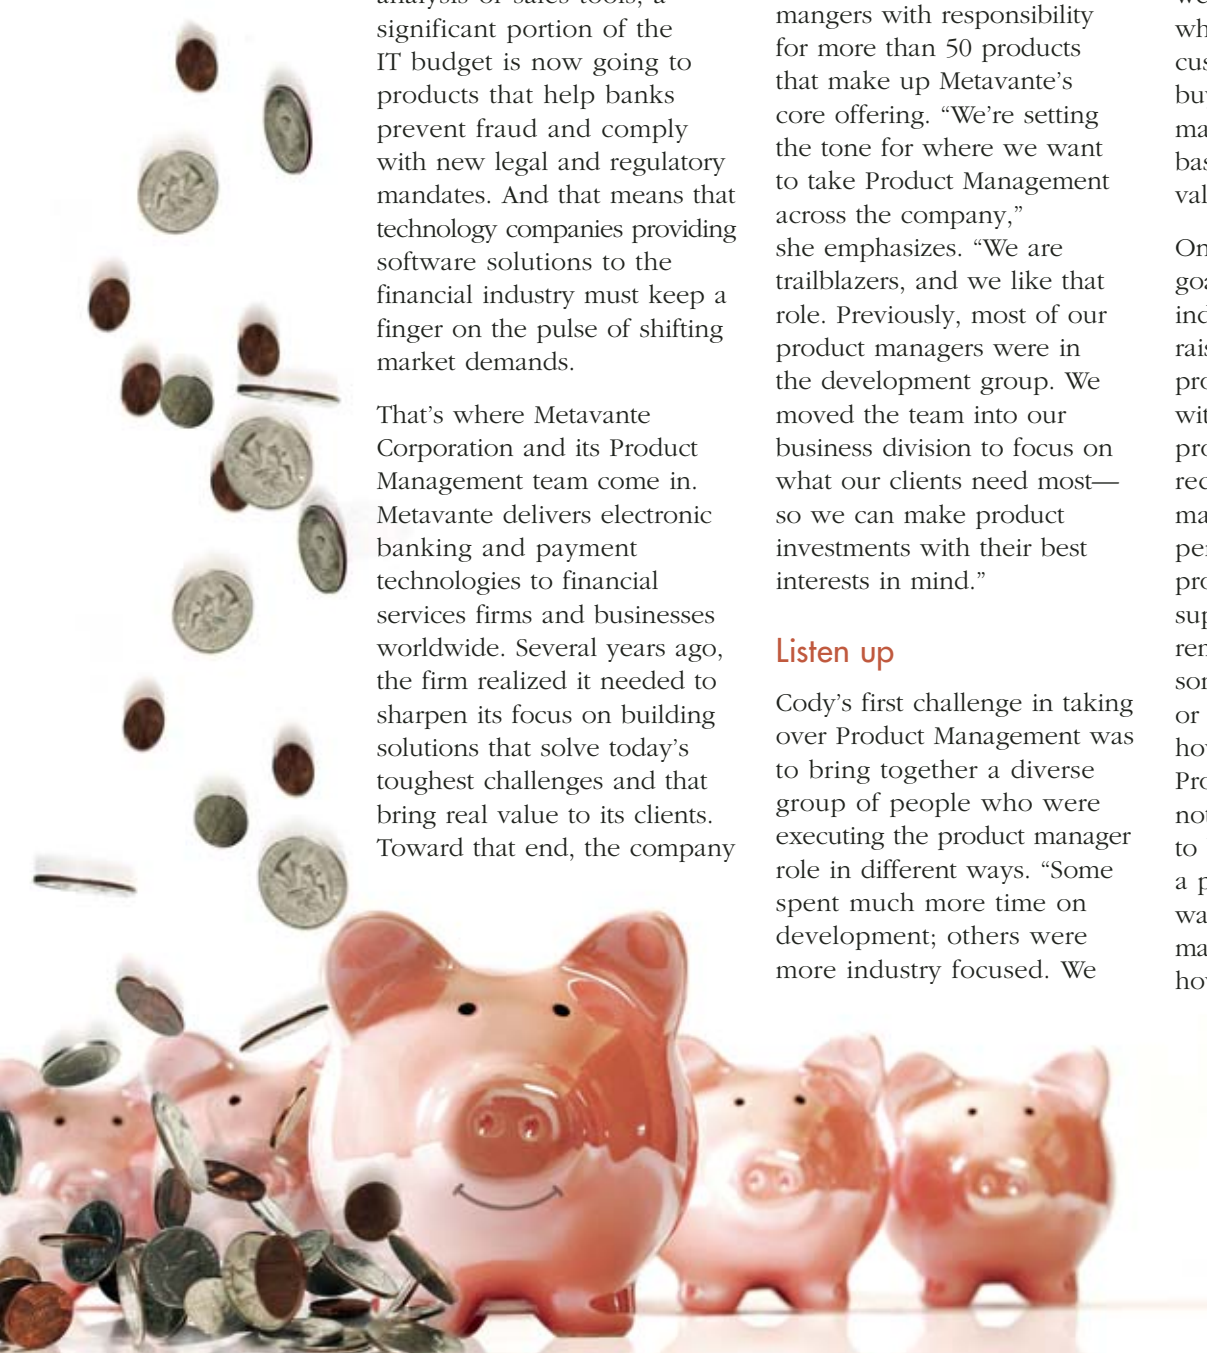 significant portion of the
IT budget is now going to
products that help banks
prevent fraud and comply
with new legal and regulatory
mandates. And that means that
technology companies providing
software solutions to the
financial industry must keep a
finger on the pulse of shifting
market demands.
That's where Metavante
Corporation and its Product
Management team come in.
Metavante delivers electronic
banking and payment
technologies to financial
services firms and businesses
worldwide. Several years ago,
the firm realized it needed to
sharpen its focus on building
solutions that solve today's
toughest challenges and that
bring real value to its clients.
Toward that end, the company
mangers with responsibility
for more than 50 products
that make up Metavante's
core offering. “We're setting
the tone for where we want
to take Product Management
across the company,”
she emphasizes. “We are
trailblazers, and we like that
role. Previously, most of our
product managers were in
the development group. We
moved the team into our
business division to focus on
what our clients need most—
so we can make product
investments with their best
interests in mind.”
Listen up
Cody's first challenge in taking
over Product Management was
to bring together a diverse
group of people who were
executing the product manager
role in different ways. “Some
spent much more time on
development; others were
more industry focused. We
or
to
a